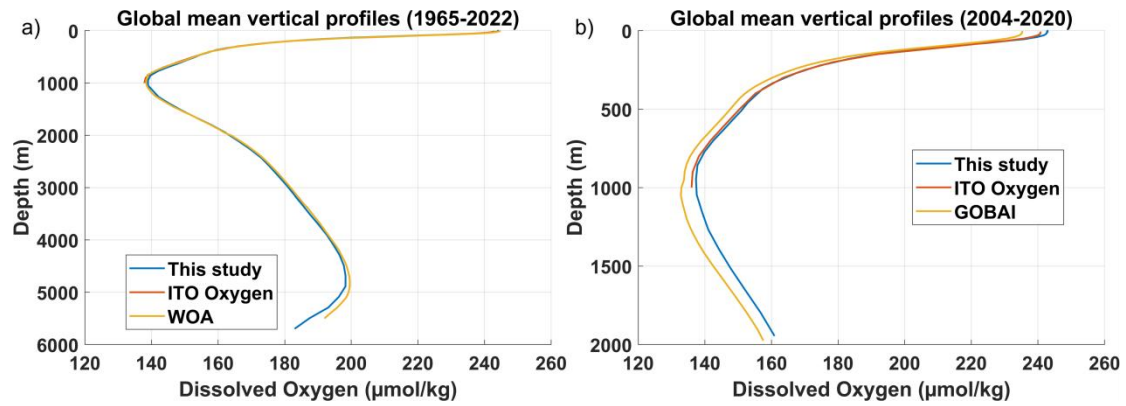 a)
Global mean vertical profiles (1965-2022)
0
1000
2000
3000
4000
5000
6000
Depth (m)
This study
ITO Oxygen
WOA
120 140 160 180 200 220 240 260
Dissolved Oxygen (μmol/kg)
b)
Global mean vertical profiles (2004-2020)
0
500
1000
1500
2000
Depth (m)
This study
ITO Oxygen
GOBAI
120 140 160 180 200 220 240 260
Dissolved Oxygen (μmol/kg)